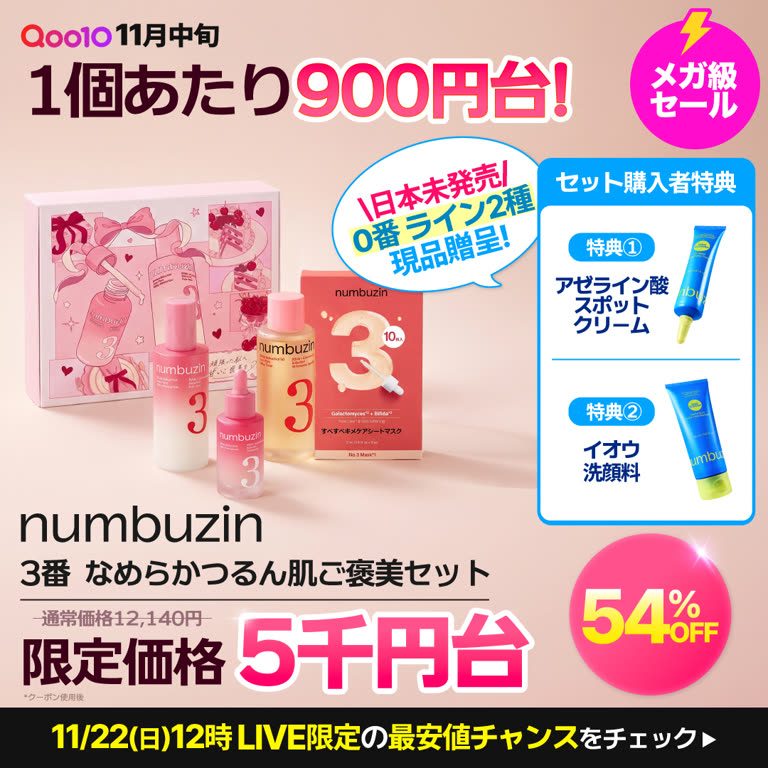 Qoo10 11月中旬
1個あたり900円台!
メガ級
セール
\日本未発売/
0番 ライン2種
現品贈呈!
セット購入者特典
特典①
アゼライン酸
スポット
クリーム
特典②
イオウ
洗顔料
numbuzin
3
numbuzin
3
numbuzin
3
numbuzin
3
10枚入
Galactomyces™ + Bifida™
すべすべキメケアシートマスク
No.3 Mask
3
numbuzin
numbuzin
3番 なめらかつるん肌ご褒美セット
通常価格12,140円
限定価格 5千円台
*クーポン使用後
54%
OFF
11/22(日)12時 LIVE限定の最安値チャンスをチェック▶